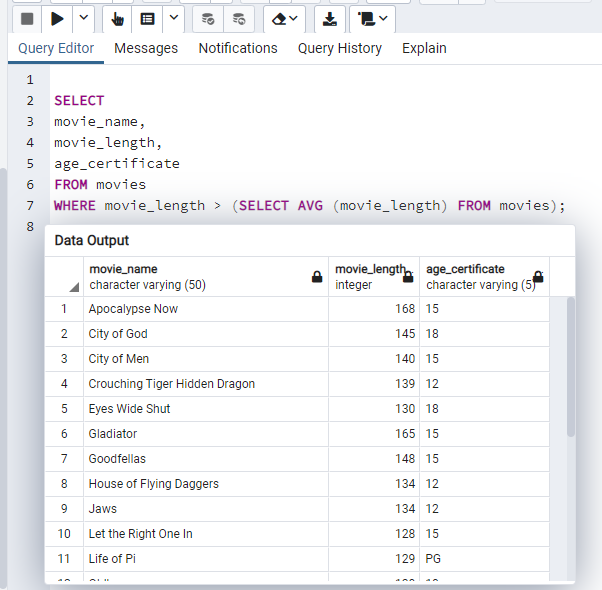 Query Editor Messages Notifications Query History Explain
1
2 SELECT
3 movie_name,
4 movie_length,
5 age_certificate
6 FROM movies
7 WHERE movie_length > (SELECT AVG (movie_length) FROM movies);
8
Data Output
movie_name movie_length age_certificate
character varying (50) integer character varying (5)
1 Apocalypse Now 168 15
2 City of God 145 18
3 City of Men 140 15
4 Crouching Tiger Hidden Dragon 139 12
5 Eyes Wide Shut 130 18
6 Gladiator 165 15
7 Goodfellas 148 15
8 House of Flying Daggers 134 12
9 Jaws 134 12
10 Let the Right One In 128 15
11 Life of Pi 129 PG